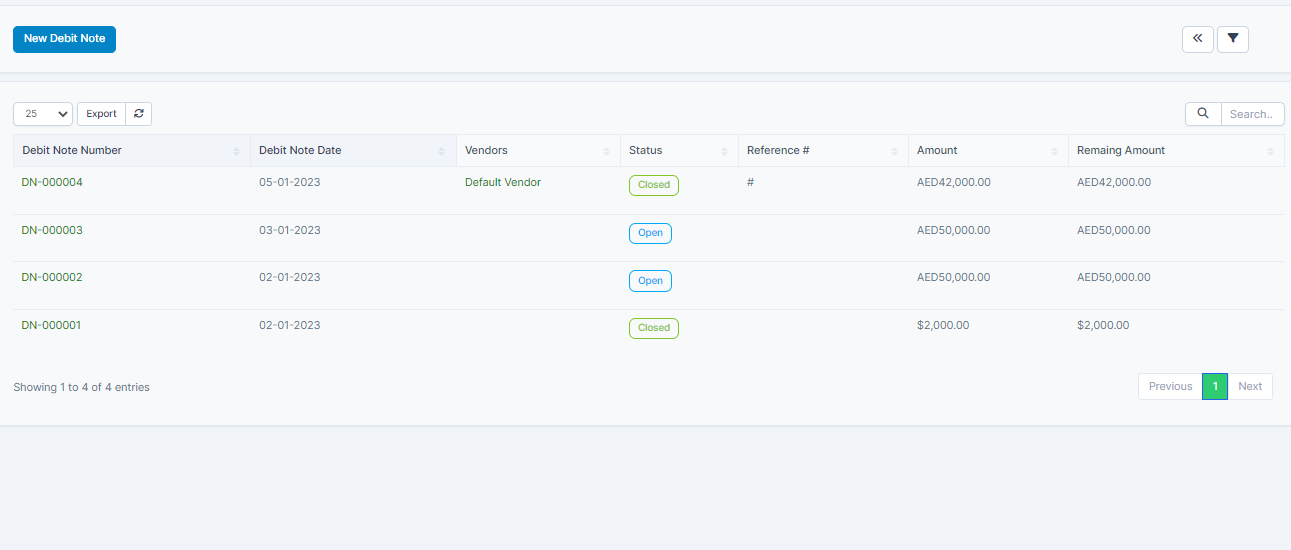 New Debit Note
25 Export Search..
Debit Note Number Debit Note Date Vendors Status Reference # Amount Remaing Amount
DN-000004 05-01-2023 Default Vendor Closed # AED42,000.00 AED42,000.00
DN-000003 03-01-2023 Open AED50,000.00 AED50,000.00
DN-000002 02-01-2023 Open AED50,000.00 AED50,000.00
DN-000001 02-01-2023 Closed $2,000.00 $2,000.00
Showing 1 to 4 of 4 entries Previous 1 Next